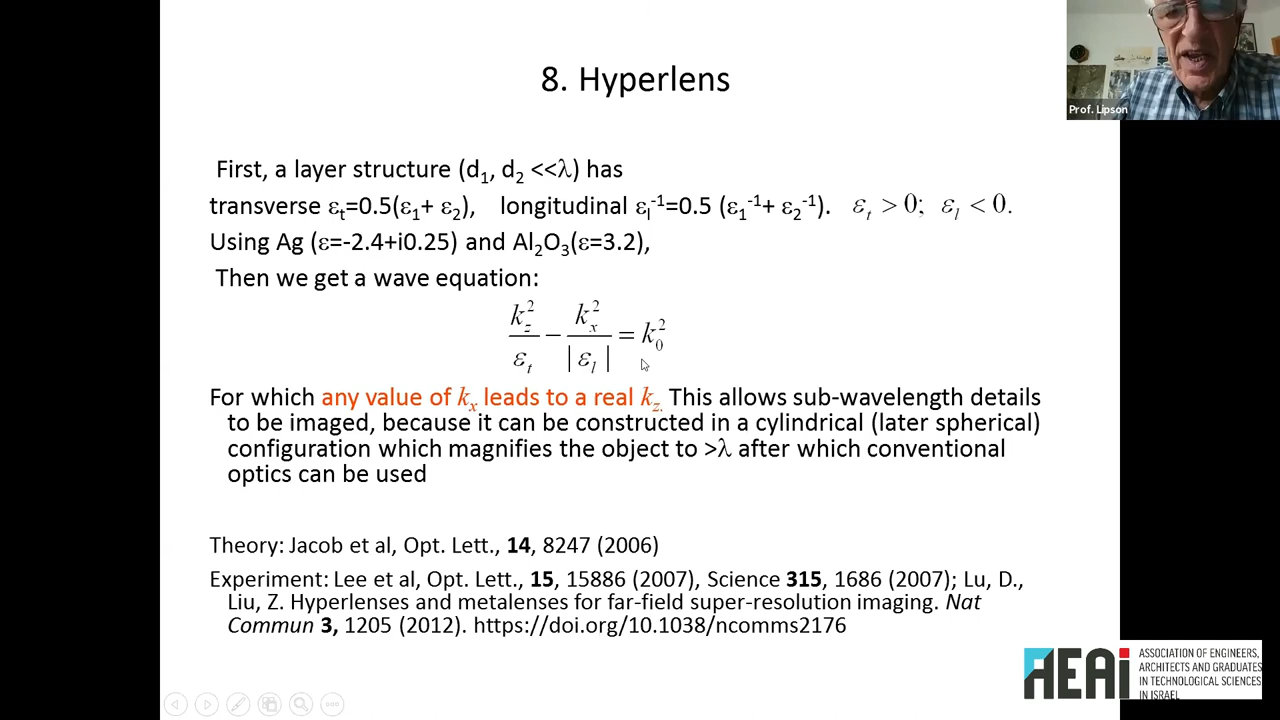 Prof. Lipson
8. Hyperlens
First, a layer structure (d₁, d₂ <<λ) has
transverse εₜ=0.5(ε₁+ ε₂), longitudinal εₗ⁻¹=0.5 (ε₁⁻¹+ ε₂⁻¹). εₜ > 0; εₗ < 0.
Using Ag (ε=-2.4+i0.25) and Al₂O₃(ε=3.2),
Then we get a wave equation:
k_z²/εₜ − k_x²/|εₗ| = k₀²
For which any value of kₓ leads to a real k_z. This allows sub-wavelength details
to be imaged, because it can be constructed in a cylindrical (later spherical)
configuration which magnifies the object to >λ after which conventional
optics can be used
Theory: Jacob et al, Opt. Lett., 14, 8247 (2006)
Experiment: Lee et al, Opt. Lett., 15, 15886 (2007), Science 315, 1686 (2007); Lu, D.,
Liu, Z. Hyperlenses and metalenses for far-field super-resolution imaging. Nat
Commun 3, 1205 (2012). https://doi.org/10.1038/ncomms2176
AEAi
ASSOCIATION OF ENGINEERS,
ARCHITECTS AND GRADUATES
IN TECHNOLOGICAL SCIENCES
IN ISRAEL